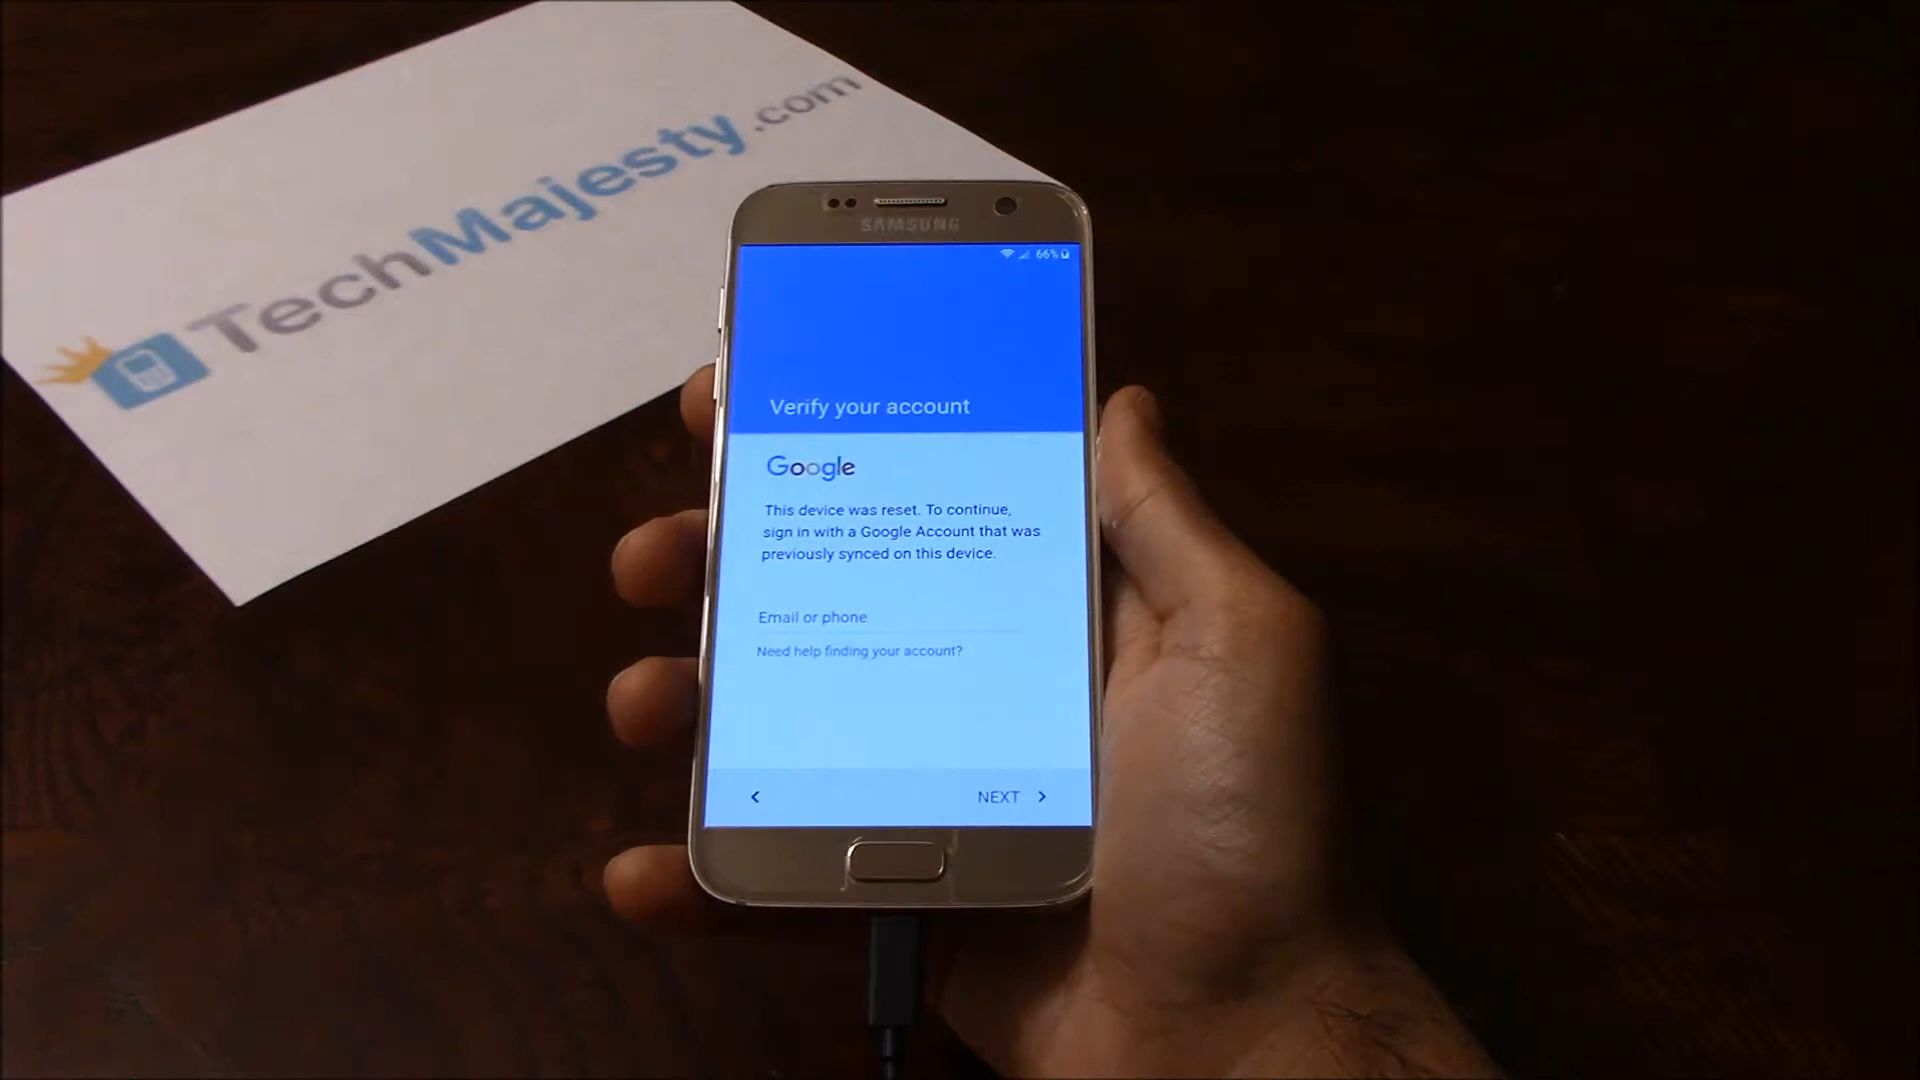 TechMajesty.com
SAMSUNG
66%
Verify your account
Google
This device was reset. To continue,
sign in with a Google Account that was
previously synced on this device.
Email or phone
Need help finding your account?
< NEXT >